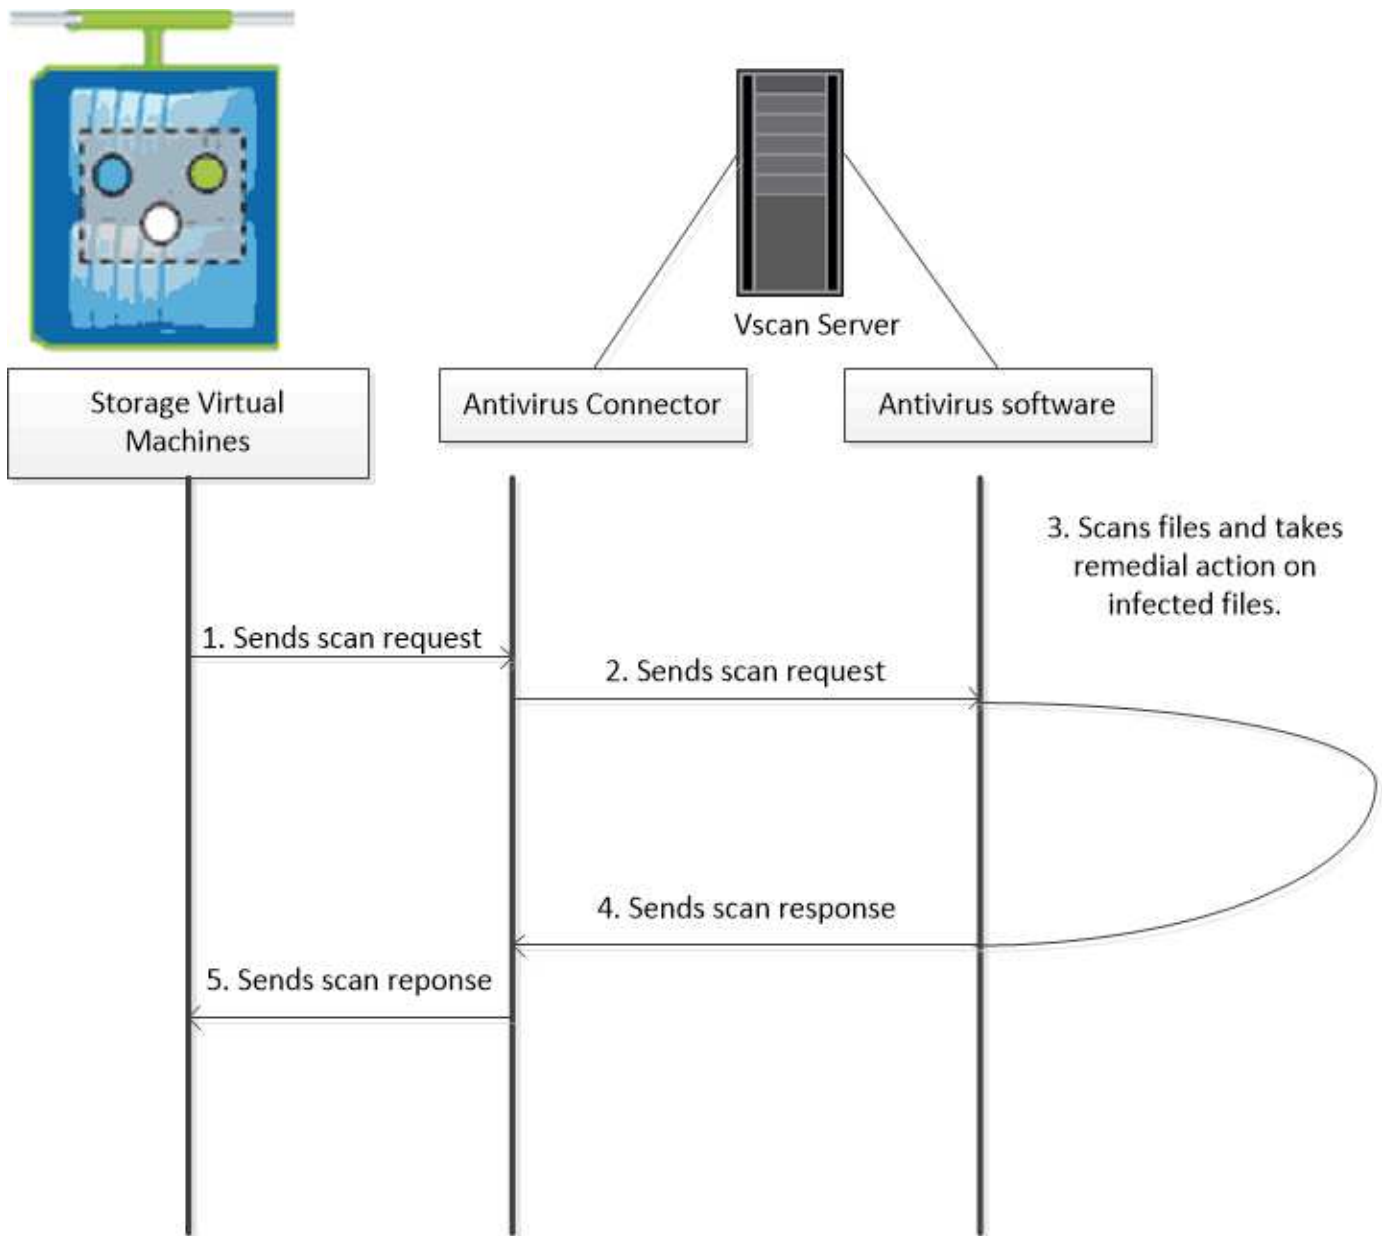 Vscan Server
Storage Virtual
Machines
Antivirus Connector
Antivirus software
3. Scans files and takes
remedial action on
infected files.
1. Sends scan request
2. Sends scan request
4. Sends scan response
5. Sends scan reponse